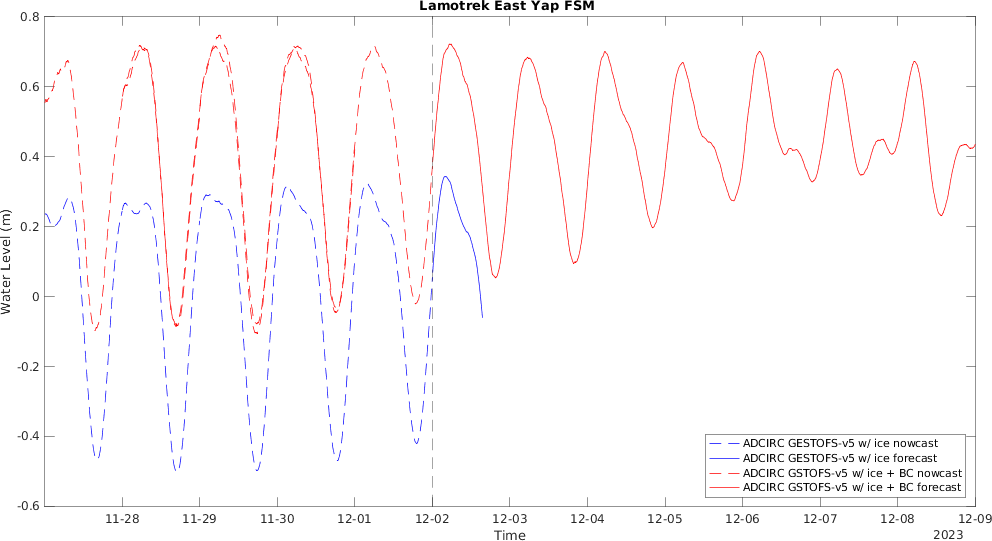 Lamotrek East Yap FSM
0.8
0.6
0.4
0.2
0
-0.2
-0.4
-0.6
Water Level (m)
ADCIRC GESTOFS-v5 w/ ice nowcast
ADCIRC GESTOFS-v5 w/ ice forecast
ADCIRC GSTOFS-v5 w/ ice + BC nowcast
ADCIRC GSTOFS-v5 w/ ice + BC forecast
11-28 11-29 11-30 12-01 12-02 12-03 12-04 12-05 12-06 12-07 12-08 12-09
Time
2023